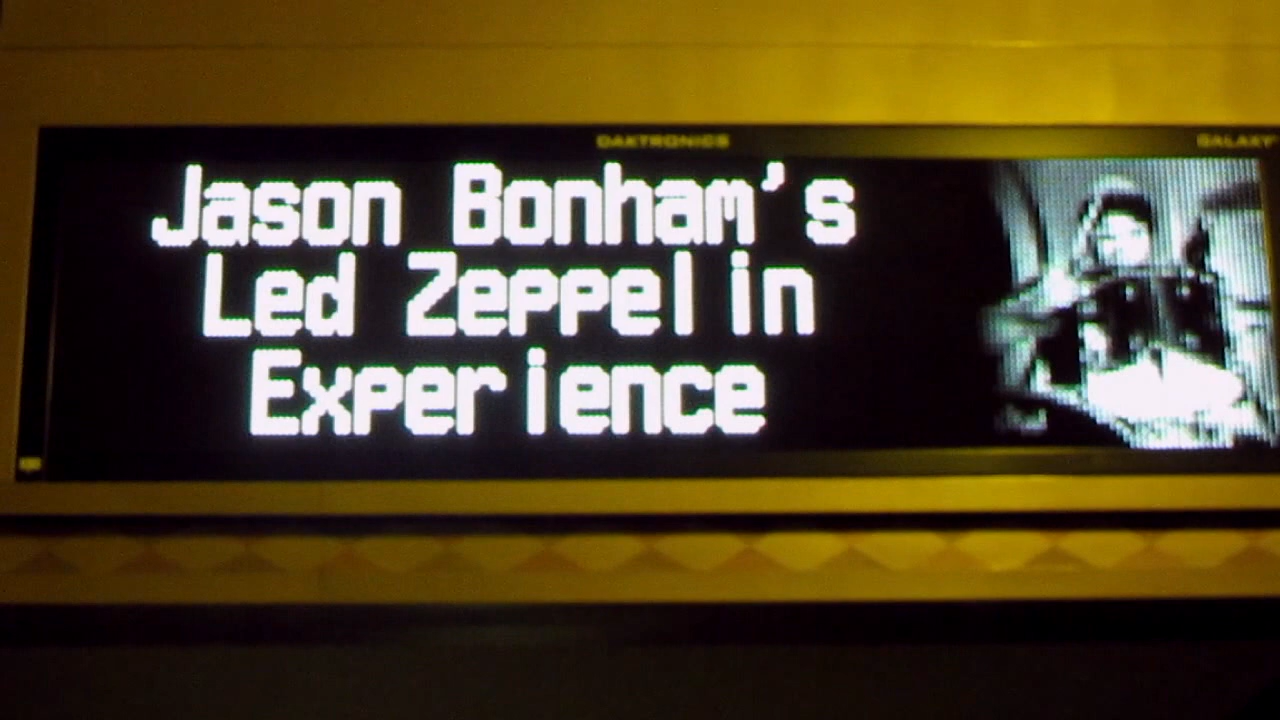 DAKTRONICS
GALAXY
Jason Bonham's
Led Zeppelin
Experience